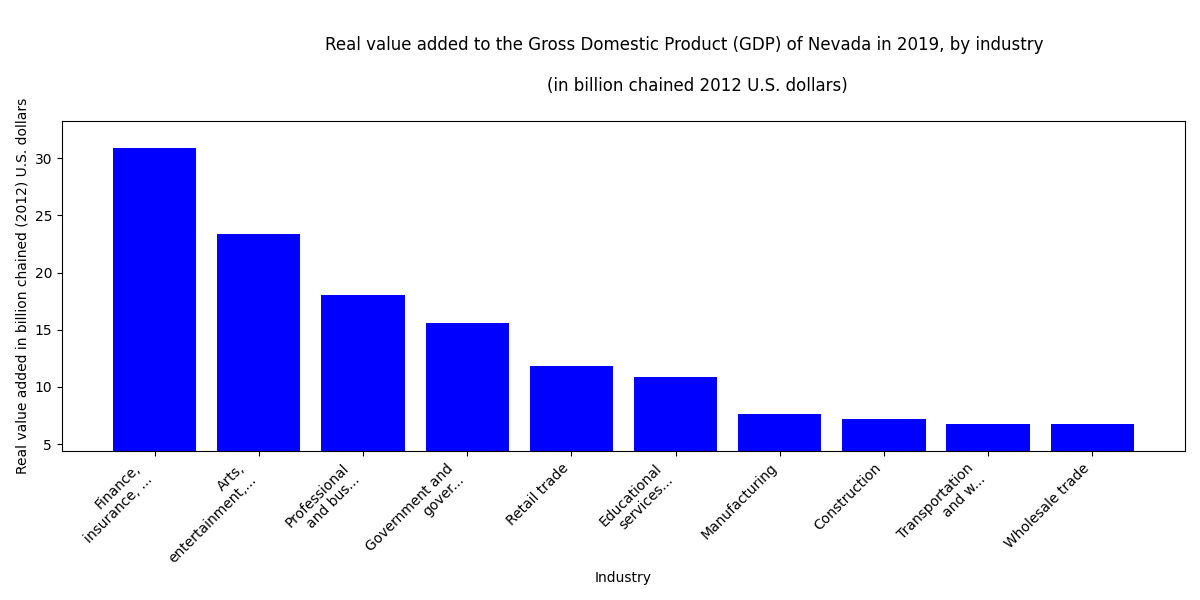 Real value added to the Gross Domestic Product (GDP) of Nevada in 2019, by industry
(in billion chained 2012 U.S. dollars)
Real value added in billion chained (2012) U.S. dollars
30
25
20
15
10
5
Finance,
insurance, ...
Arts,
entertainment,...
Professional
and bus...
Government and
gover...
Retail trade
Educational
services...
Manufacturing
Construction
Transportation
and w...
Wholesale trade
Industry